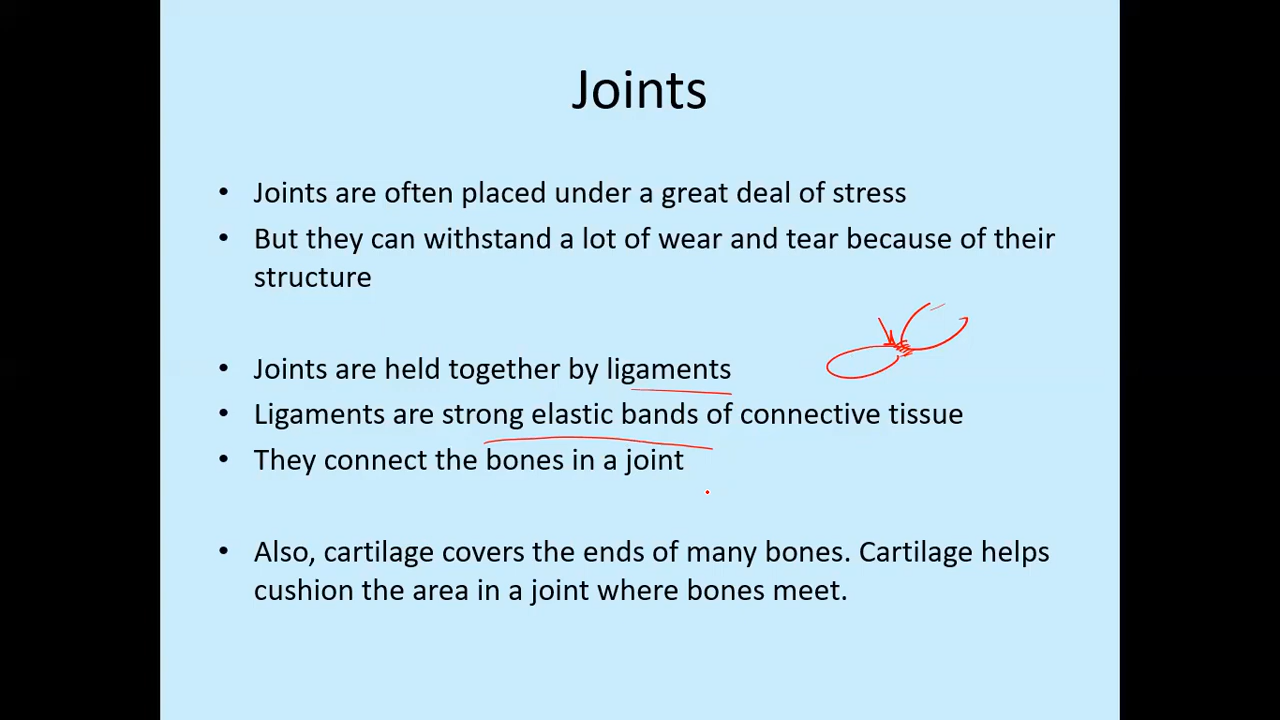 Joints
• Joints are often placed under a great deal of stress
• But they can withstand a lot of wear and tear because of their
structure
• Joints are held together by ligaments
• Ligaments are strong elastic bands of connective tissue
• They connect the bones in a joint
• Also, cartilage covers the ends of many bones. Cartilage helps
cushion the area in a joint where bones meet.